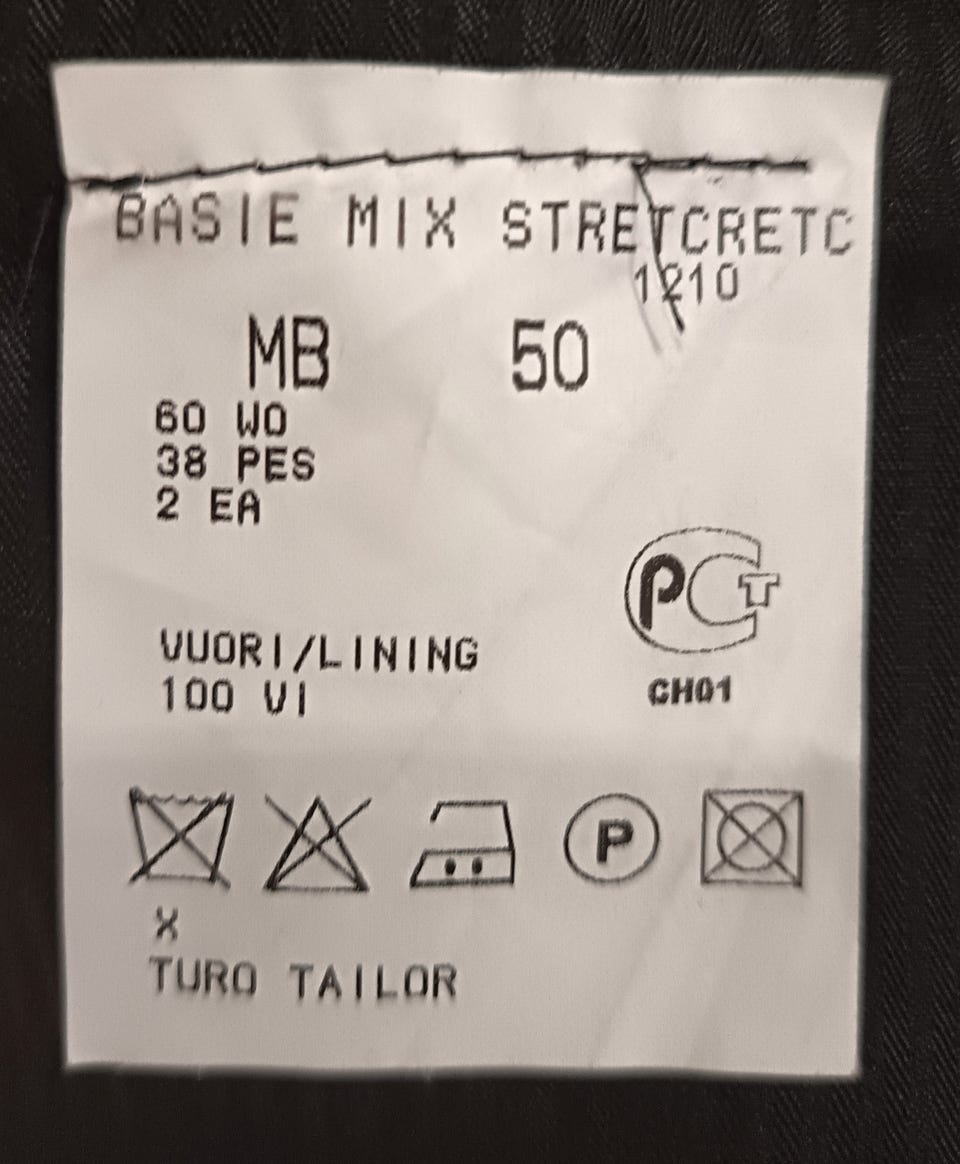 BASIE MIX STRETCRETC
1210
MB 50
60 WO
38 PES
2 EA
PCT
CH01
VUORI/LINING
100 VI
P
X
TURO TAILOR